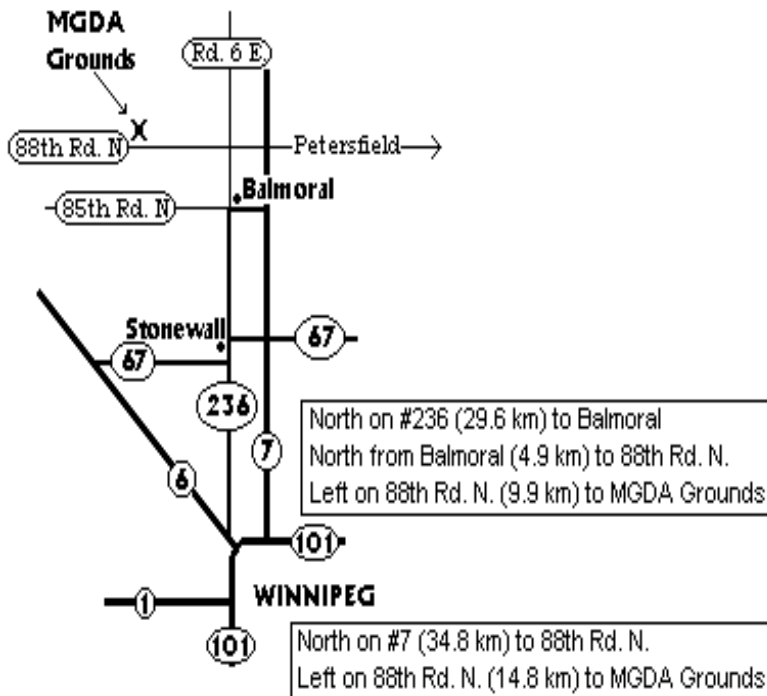 MGDA
Grounds
Rd. 6 E.
X
88th Rd. N
Petersfield
Balmoral
85th Rd. N
Stonewall
67
67
236
7
6
North on #236 (29.6 km) to Balmoral
North from Balmoral (4.9 km) to 88th Rd. N.
Left on 88th Rd. N. (9.9 km) to MGDA Grounds
101
1
WINNIPEG
101
North on #7 (34.8 km) to 88th Rd. N.
Left on 88th Rd. N. (14.8 km) to MGDA Grounds